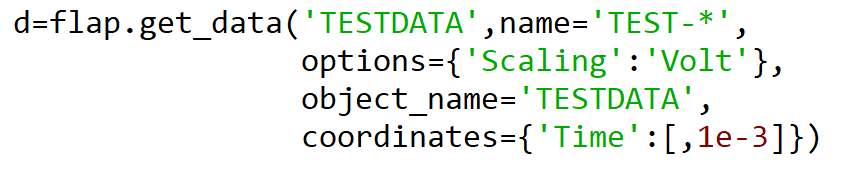 d=flap.get_data('TESTDATA',name='TEST-*',
options={'Scaling':'Volt'},
object_name='TESTDATA',
coordinates={'Time':[,1e-3]})